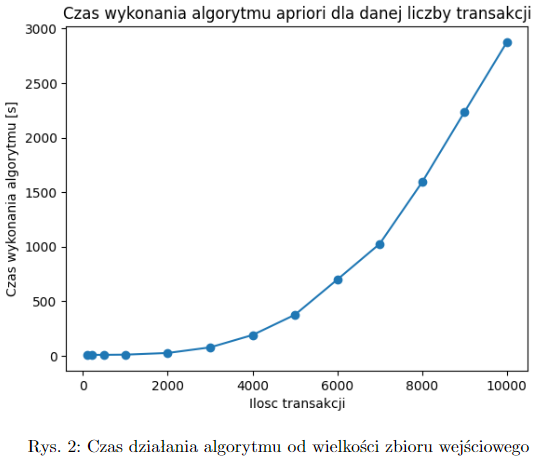 Czas wykonania algorytmu apriori dla danej liczby transakcji
3000
2500
2000
1500
1000
500
0
Czas wykonania algorytmu [s]
0 2000 4000 6000 8000 10000
Ilosc transakcji
Rys. 2: Czas działania algorytmu od wielkości zbioru wejściowego